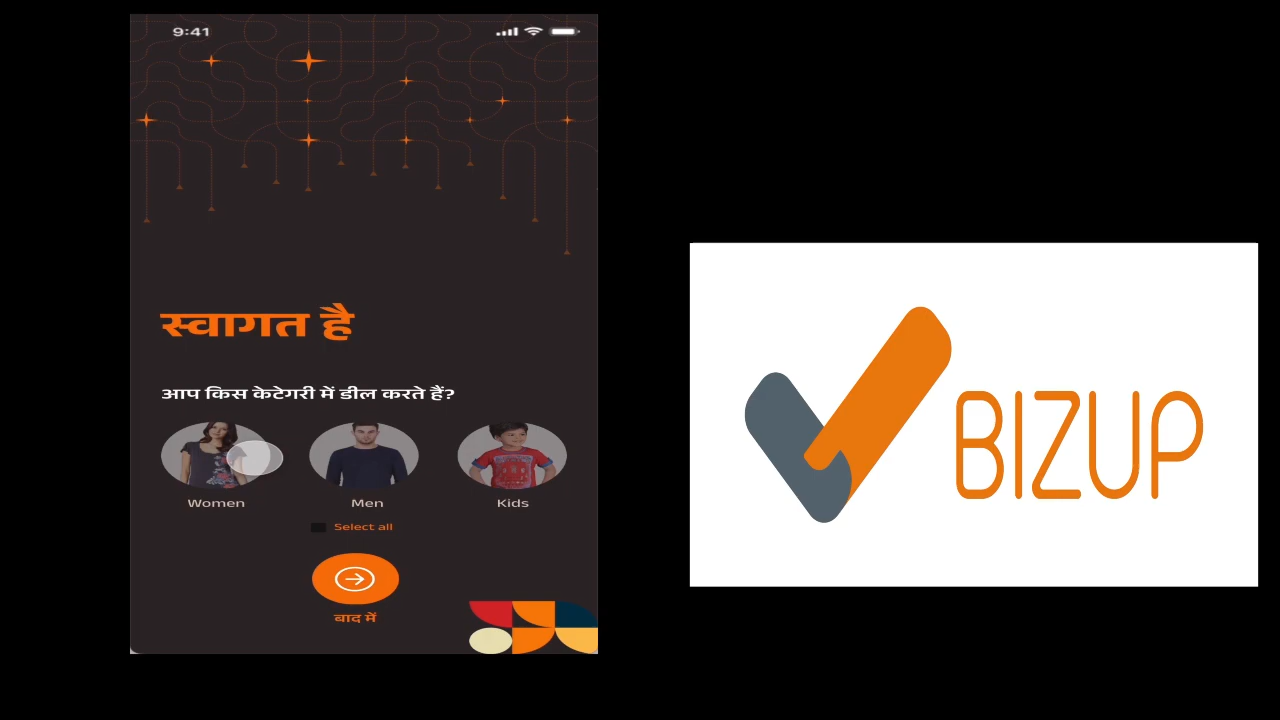 9:41
स्वागत है
आप किस केटेगरी में डील करते हैं?
Women
Men
Kids
Select all
बाद में
BIZUP